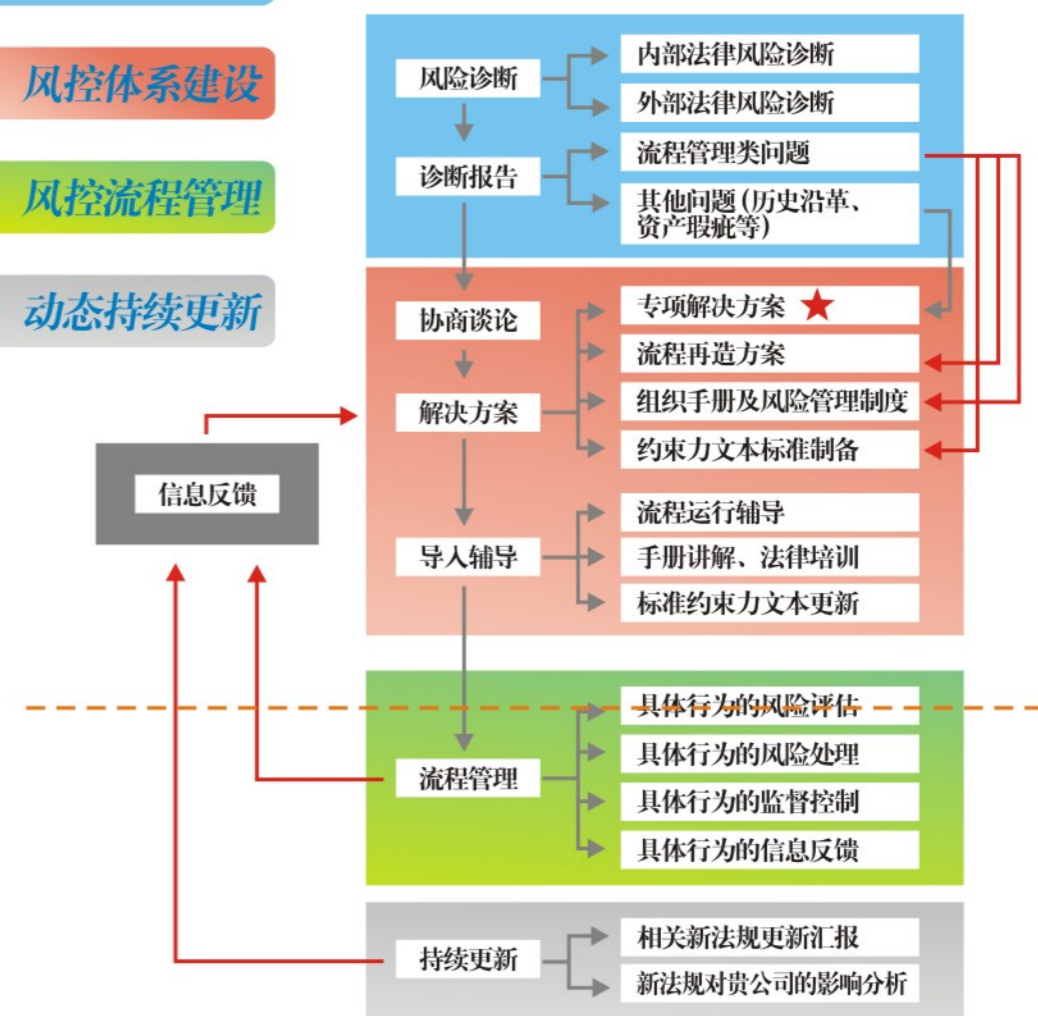 风控体系建设
风控流程管理
动态持续更新
风险诊断
内部法律风险诊断
外部法律风险诊断
诊断报告
流程管理类问题
其他问题(历史沿革、
资产瑕疵等)
协商谈论
解决方案
专项解决方案
流程再造方案
组织手册及风险管理制度
约束力文本标准制备
信息反馈
导入辅导
流程运行辅导
手册讲解、法律培训
标准约束力文本更新
流程管理
具体行为的风险评估
具体行为的风险处理
具体行为的监督控制
具体行为的信息反馈
持续更新
相关新法规更新汇报
新法规对贵公司的影响分析